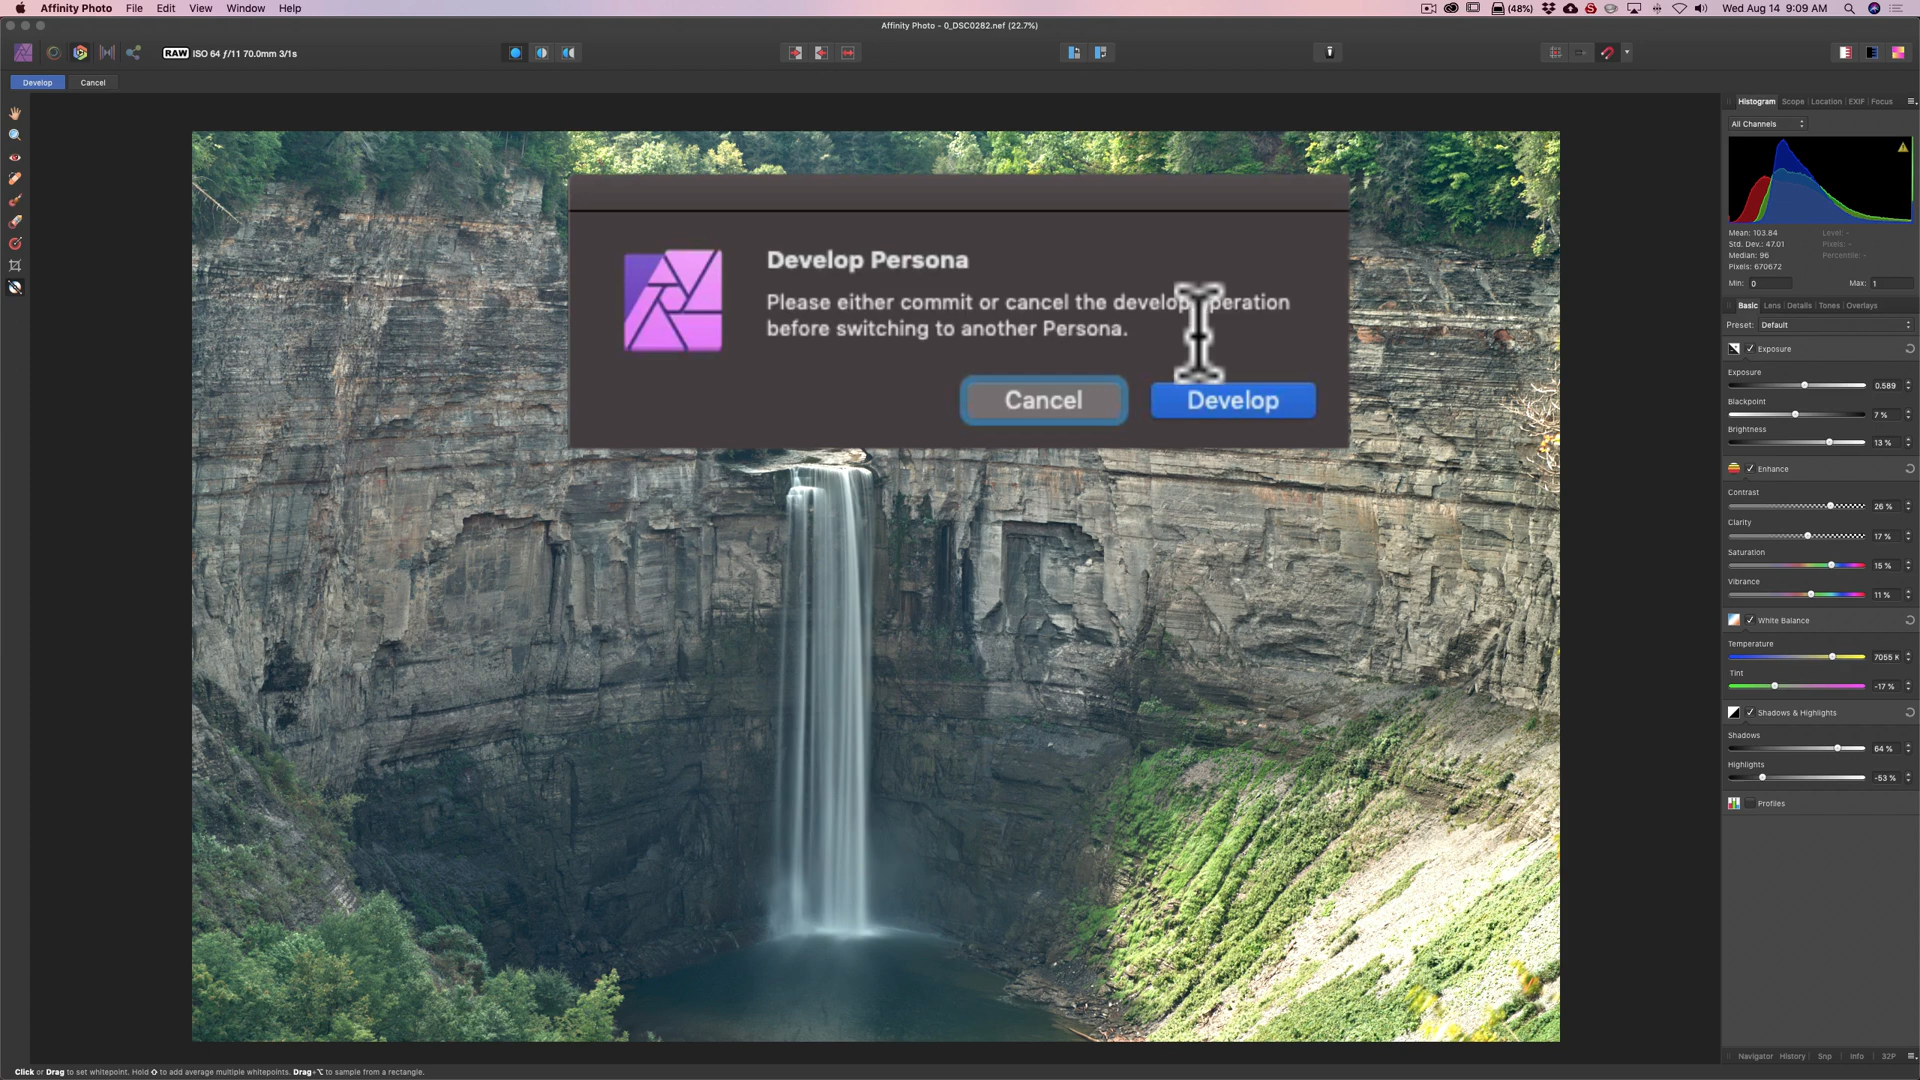 Affinity Photo File Edit View Window Help
(48%) Wed Aug 14 9:09 AM
Affinity Photo - 0_DSC0282.nef (22.7%)
RAW ISO 64 ƒ/11 70.0mm 3/1s
Develop Cancel
Develop Persona
Please either commit or cancel the develop operation
before switching to another Persona.
Cancel Develop
Histogram Scope Location EXIF Focus
All Channels
Mean: 103.84 Level: -
Std. Dev.: 47.01 Pixels: -
Median: 96 Percentile: -
Pixels: 670672
Min: 0 Max: 1
Basic Lens Details Tones Overlays
Preset: Default
Exposure
Exposure
0.589
Blackpoint
7 %
Brightness
13 %
Enhance
Contrast
26 %
Clarity
17 %
Saturation
15 %
Vibrance
11 %
White Balance
Temperature
7055 K
Tint
-17 %
Shadows & Highlights
Shadows
64 %
Highlights
-53 %
Profiles
Navigator History Snp Info 32P
Click or Drag to set whitepoint. Hold ⇧ to add average multiple whitepoints. Drag+⌥ to sample from a rectangle.